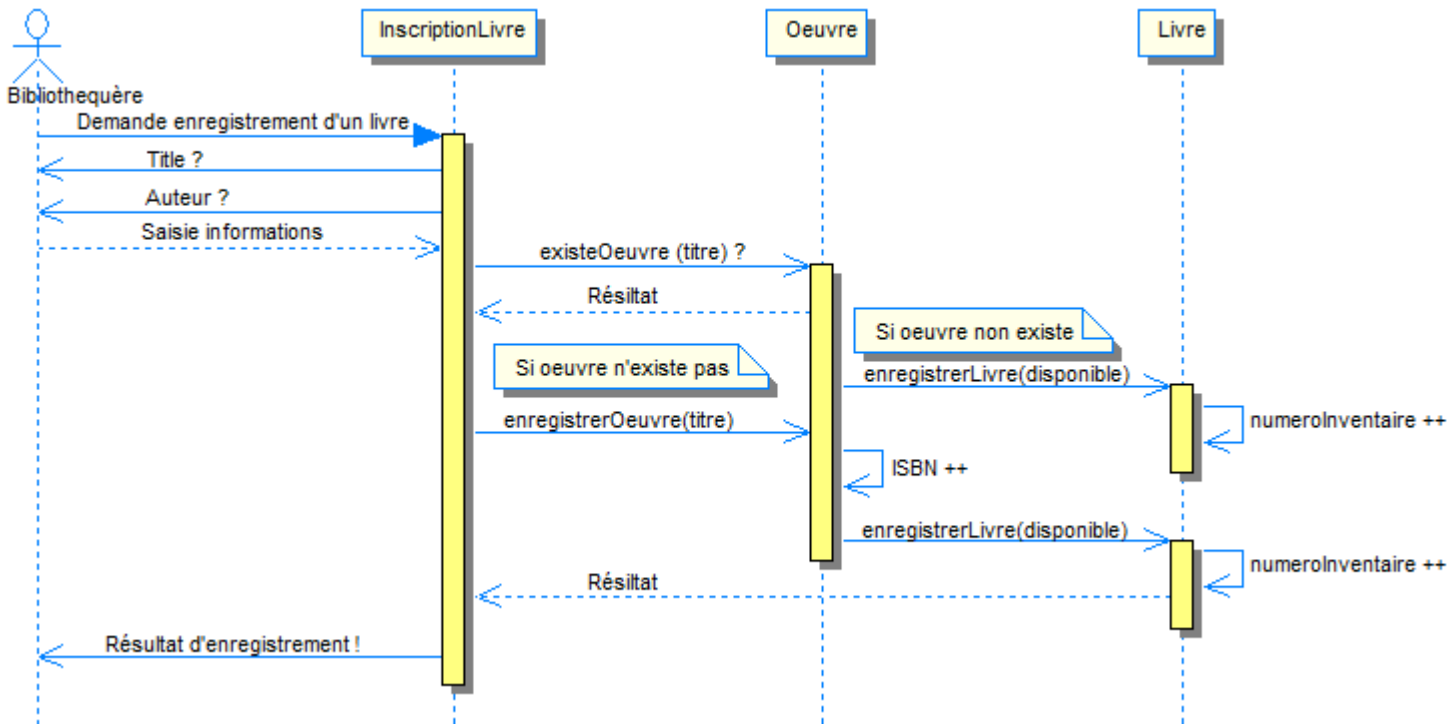 InscriptionLivre
Oeuvre
Livre
Bibliothequère
Demande enregistrement d'un livre
Title ?
Auteur ?
Saisie informations
existeOeuvre (titre) ?
Résiltat
Si oeuvre non existe
Si oeuvre n'existe pas
enregistrerLivre(disponible)
numeroInventaire ++
enregistrerOeuvre(titre)
ISBN ++
enregistrerLivre(disponible)
numeroInventaire ++
Résiltat
Résultat d'enregistrement !